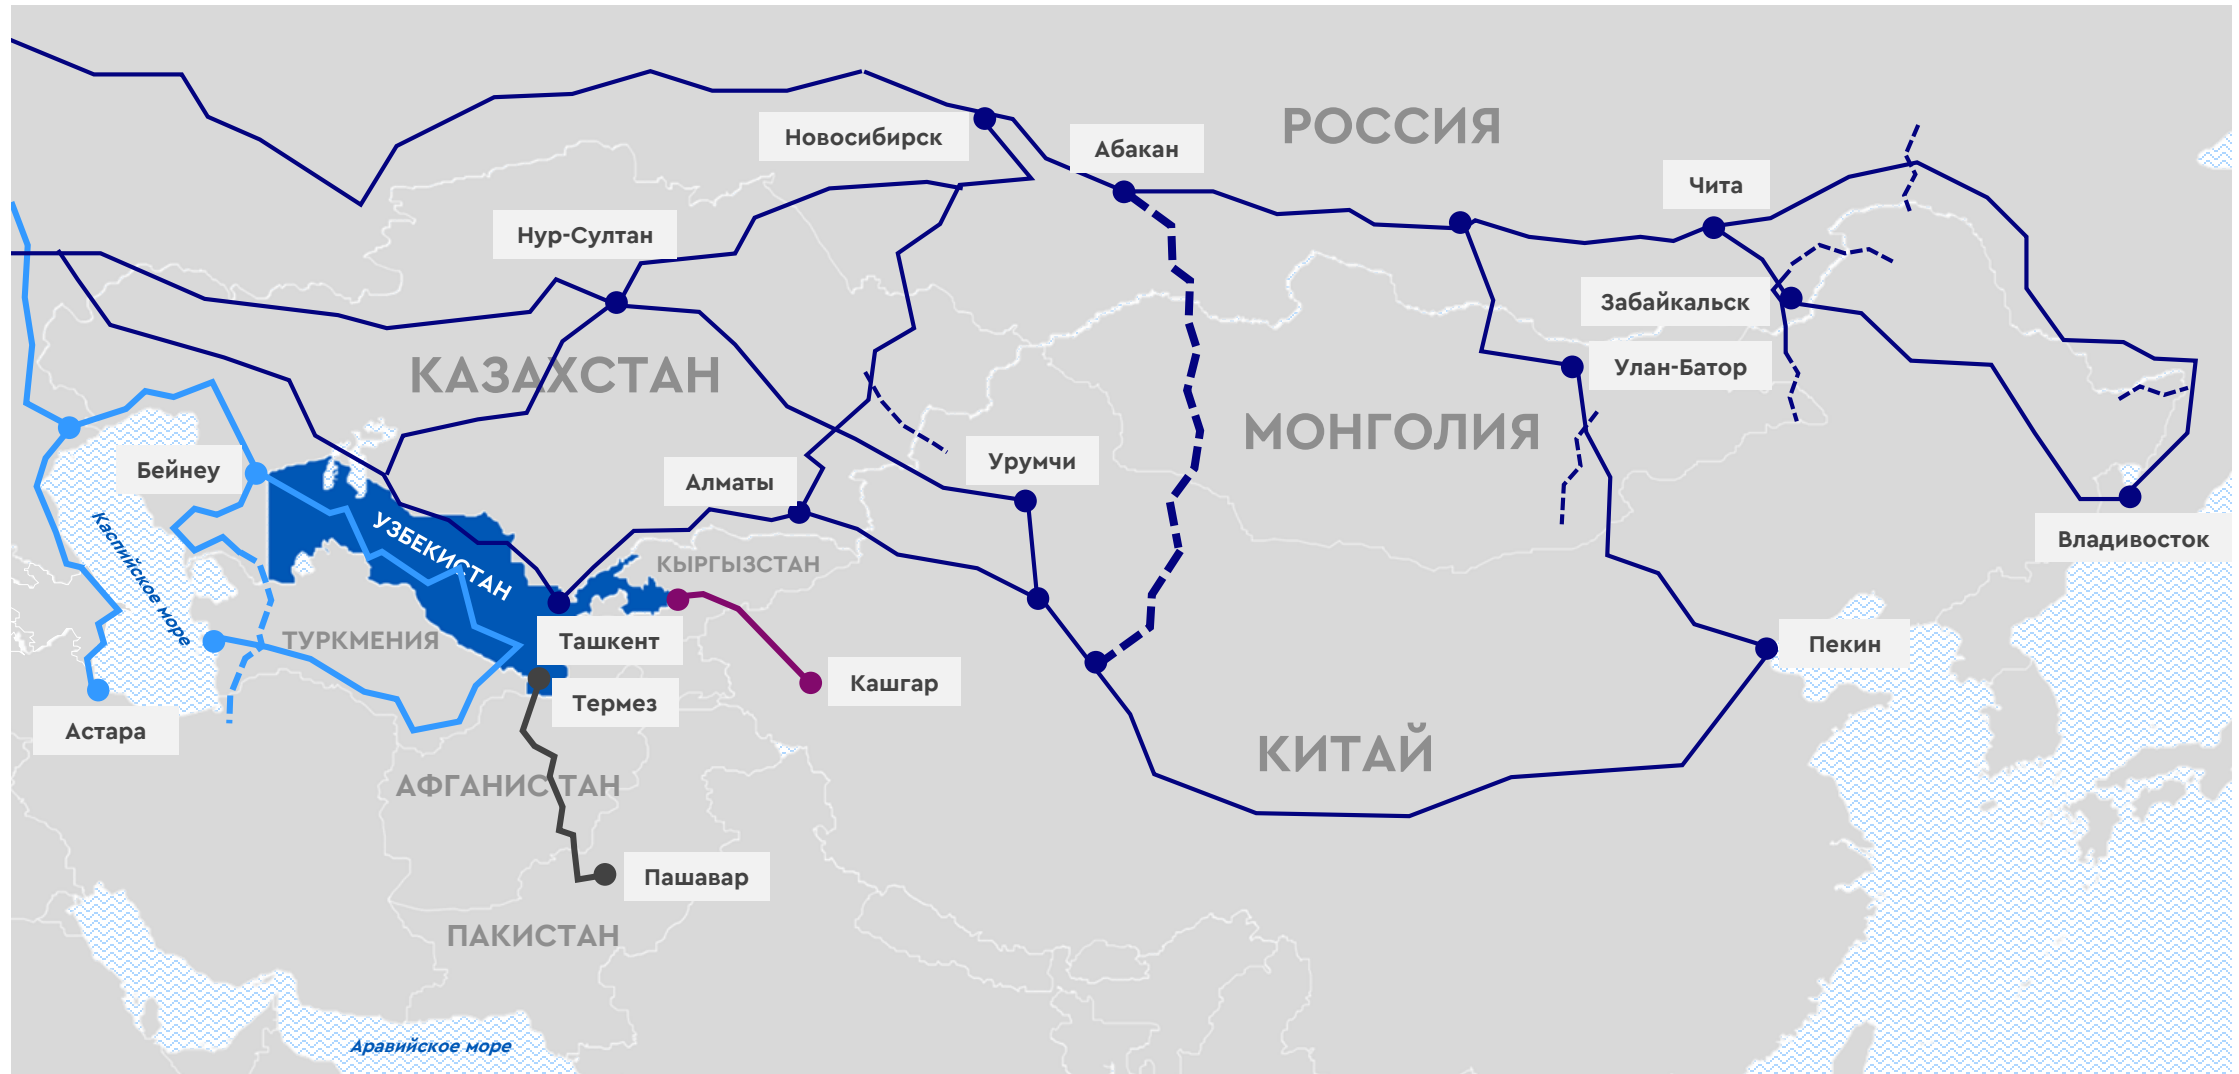 РОССИЯ
Новосибирск
Абакан
Чита
Нур-Султан
Забайкальск
КАЗАХСТАН
Улан-Батор
МОНГОЛИЯ
Бейнеу
Урумчи
Алматы
Каспийское море
УЗБЕКИСТАН
Владивосток
КЫРГЫЗСТАН
ТУРКМЕНИЯ
Ташкент
Пекин
Кашгар
Термез
Астара
КИТАЙ
АФГАНИСТАН
Пашавар
ПАКИСТАН
Аравийское море